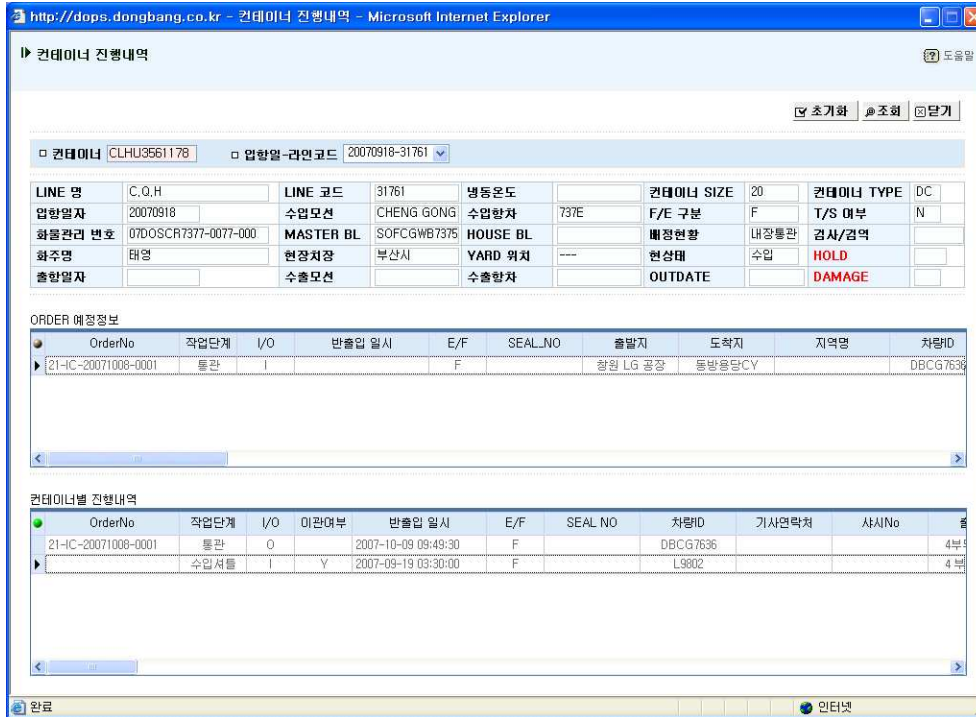 http://dops.dongbang.co.kr - 컨테이너 진행내역 - Microsoft Internet Explorer
컨테이너 진행내역
도움말
초기화 조회 닫기
컨테이너 CLHU3561178 입항일-라인코드 20070918-31761
LINE 명 C.Q.H LINE 코드 31761 냉동온도 컨테이너 SIZE 20 컨테이너 TYPE DC
입항일자 20070918 수입모션 CHENG GONG 수입항차 737E F/E 구분 F T/S 여부 N
화물관리 번호 07DOSCR7377-0077-000 MASTER BL SOFCGWB7375 HOUSE BL 배정현황 내장통관 검사/검역
화주명 태영 현장치장 부산시 YARD 위치 --- 현상태 수입 HOLD
출항일자 수출모션 수출항차 OUTDATE DAMAGE
ORDER 예정정보
OrderNo 작업단계 I/O 반출입 일시 E/F SEAL_NO 출발지 도착지 지역명 차량ID
21-IC-20071008-0001 통관 I F 창원 LG 공장 동방용당CY DBCG7636
컨테이너별 진행내역
OrderNo 작업단계 I/O 이관여부 반출입 일시 E/F SEAL NO 차량ID 기사연락처 샤시No
21-IC-20071008-0001 통관 O 2007-10-09 09:49:30 F DBCG7636 4부
수입셔틀 I Y 2007-09-19 03:30:00 F L9802 4 부
완료 인터넷